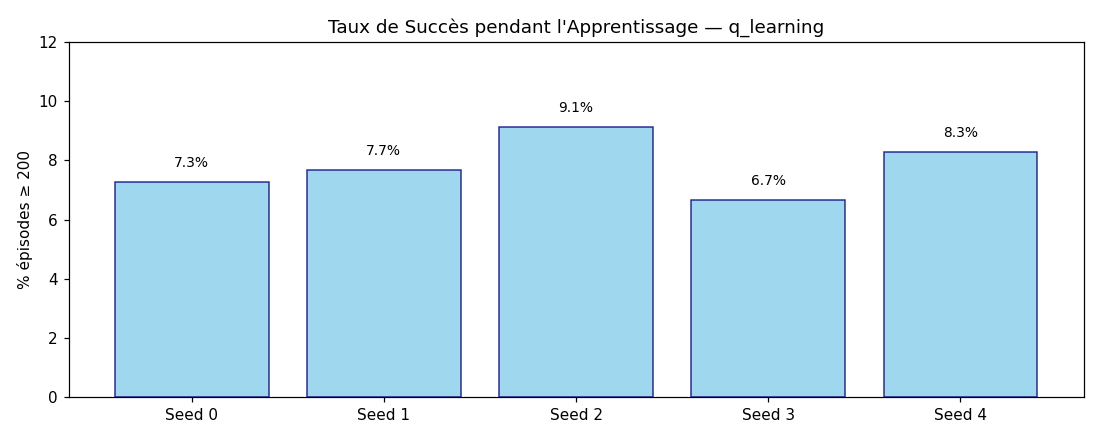 Taux de Succès pendant l'Apprentissage — q_learning
% épisodes ≥ 200
12
10
8
6
4
2
0
7.3%
7.7%
9.1%
6.7%
8.3%
Seed 0
Seed 1
Seed 2
Seed 3
Seed 4